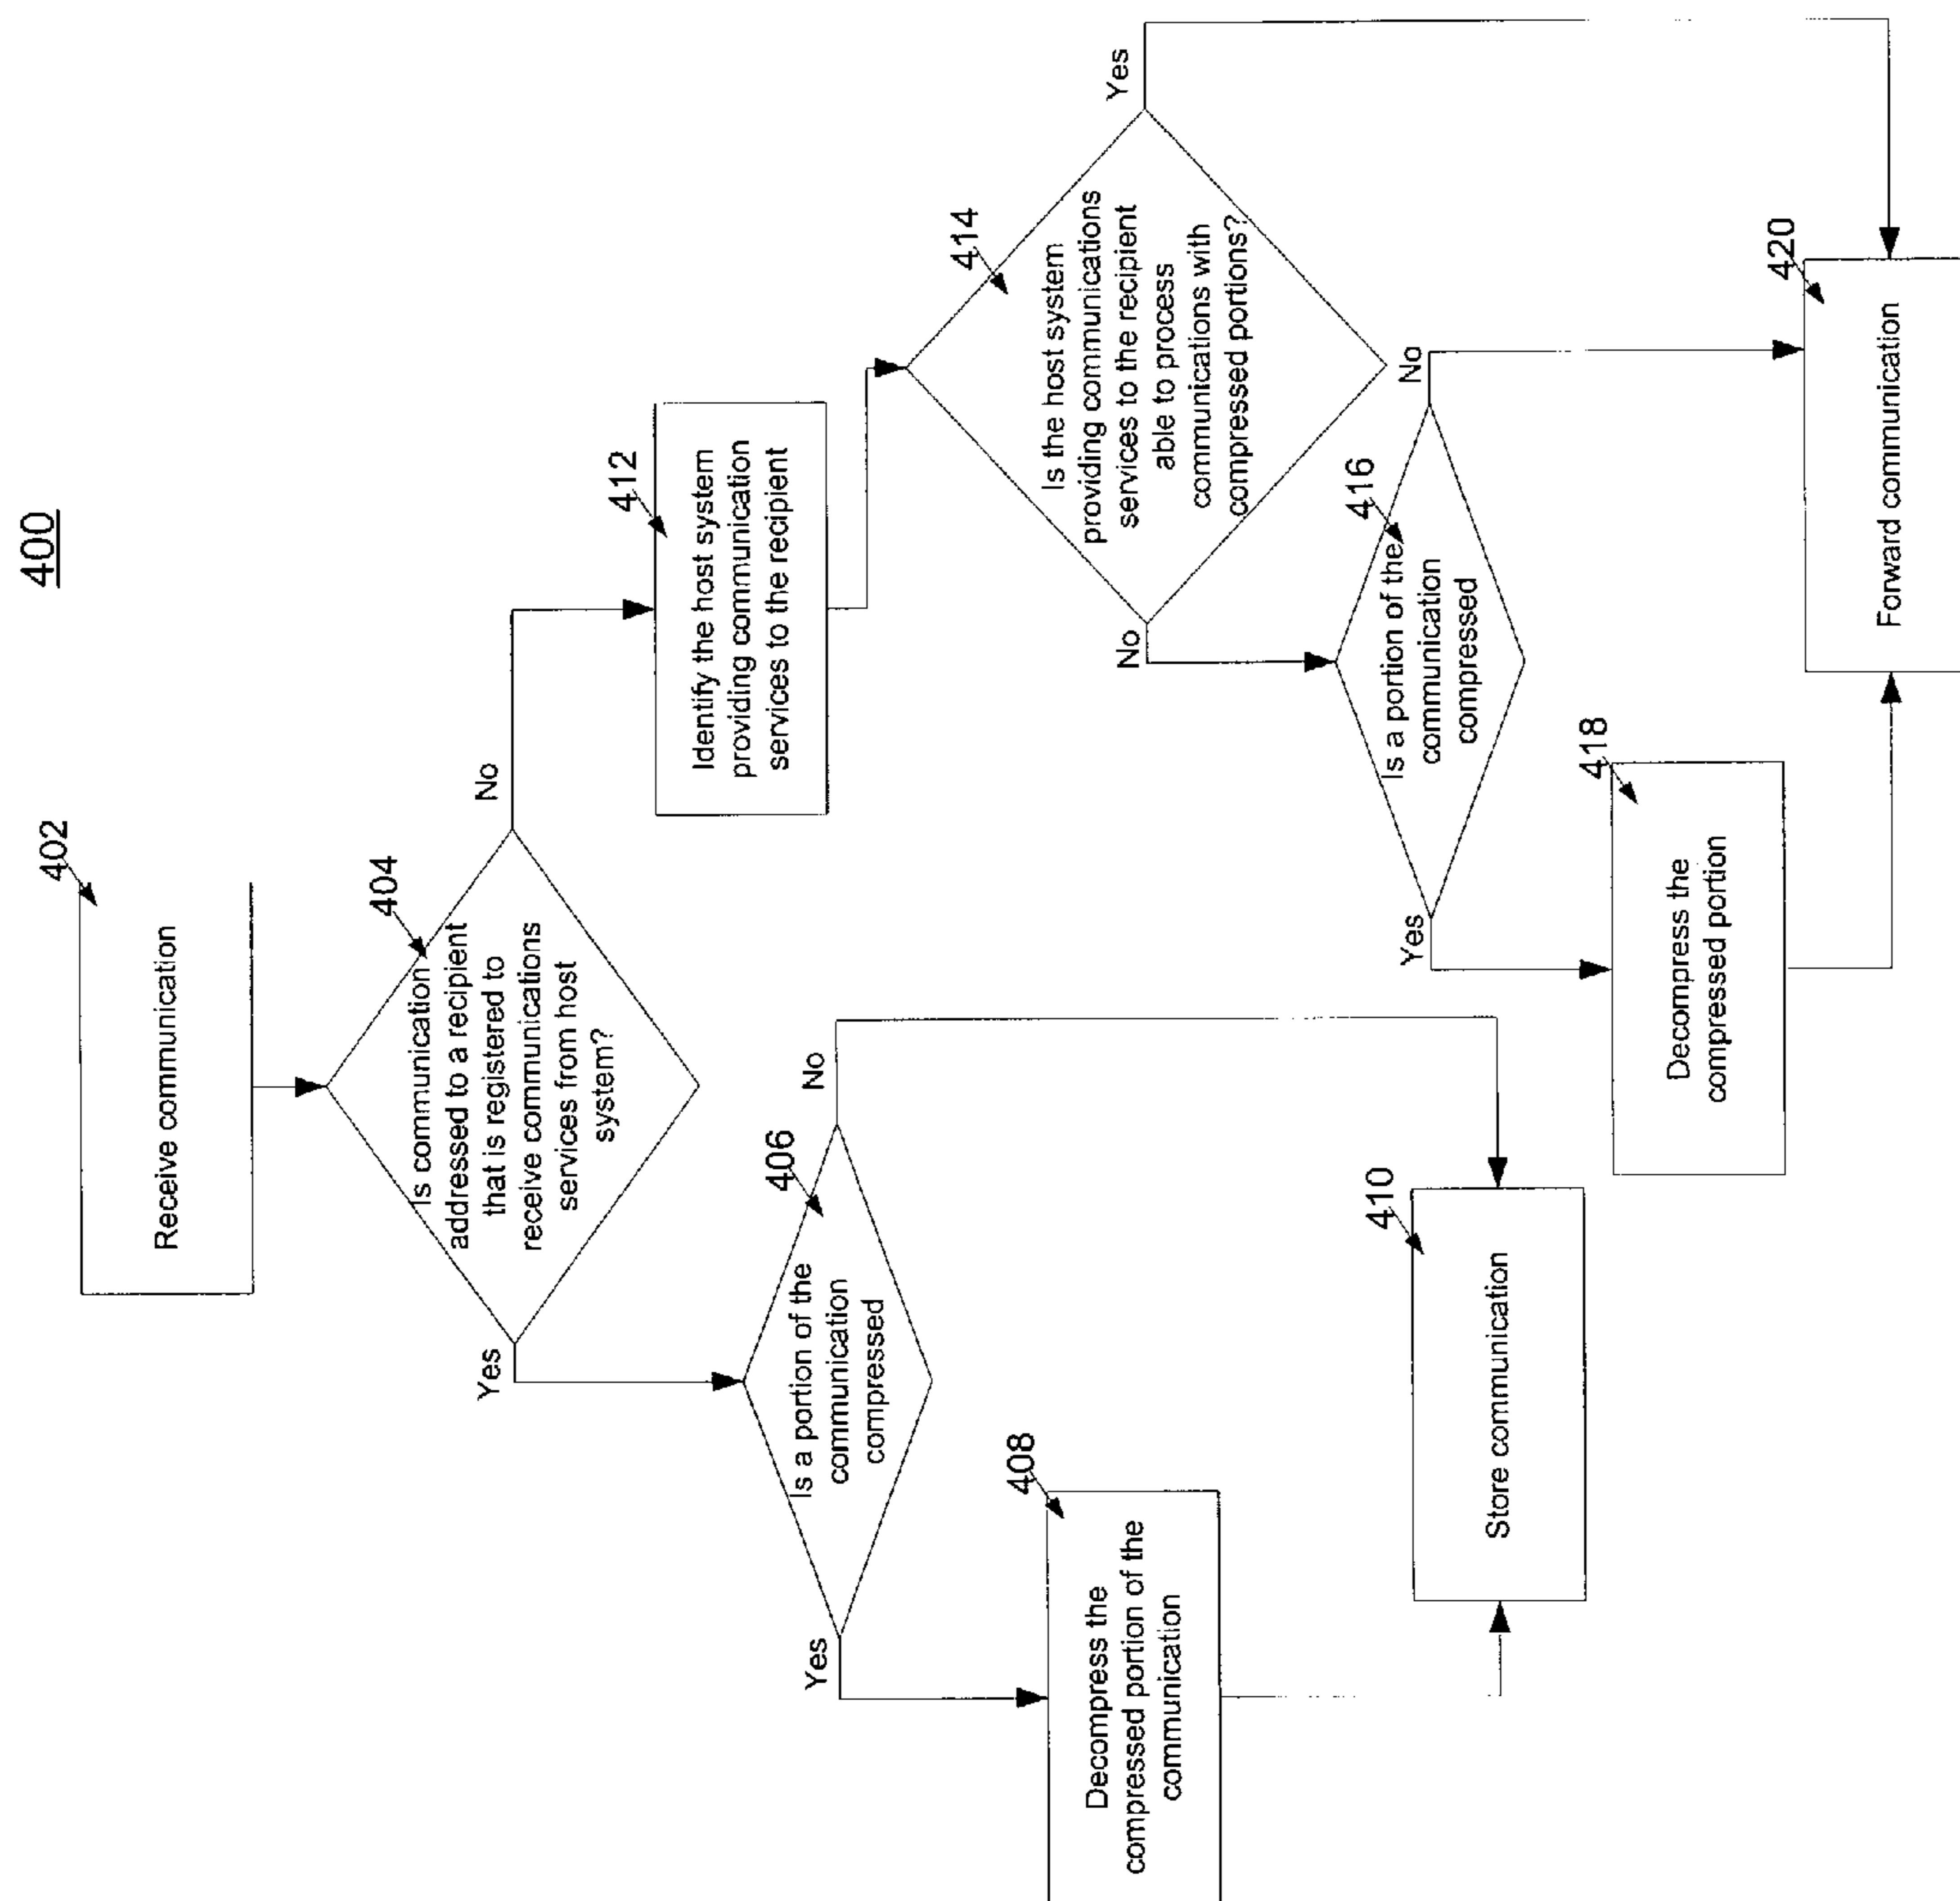 400
402
Receive communication
404
Is communication
addressed to a recipient
that is registered to
receive communications
services from host
system?
Yes
No
406
Is a portion of the
communication
compressed
Yes
No
408
Decompress the
compressed portion of the
communication
410
Store communication
412
Identify the host system
providing communication
services to the recipient
414
Is the host system
providing communications
services to the recipient
able to process
communications with
compressed portions?
No
Yes
416
Is a portion of the
communication
compressed
Yes
No
418
Decompress the
compressed portion
420
Forward communication